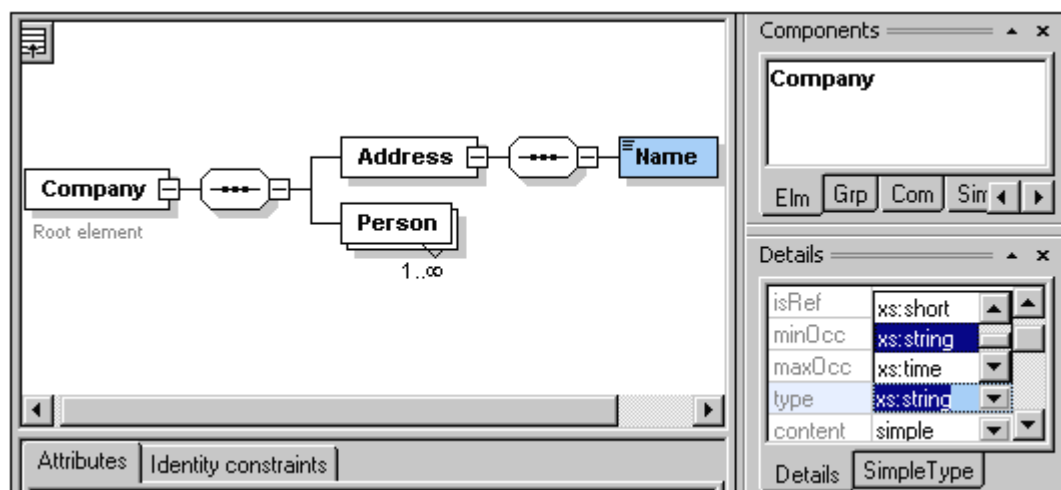 Company
Root element
Address
Name
Person
1..∞
Attributes
Identity constraints
Components
Company
Elm
Grp
Com
Sim
Details
isRef
xs:short
minOcc
xs:string
maxOcc
xs:time
type
xs:string
content
simple
Details
SimpleType